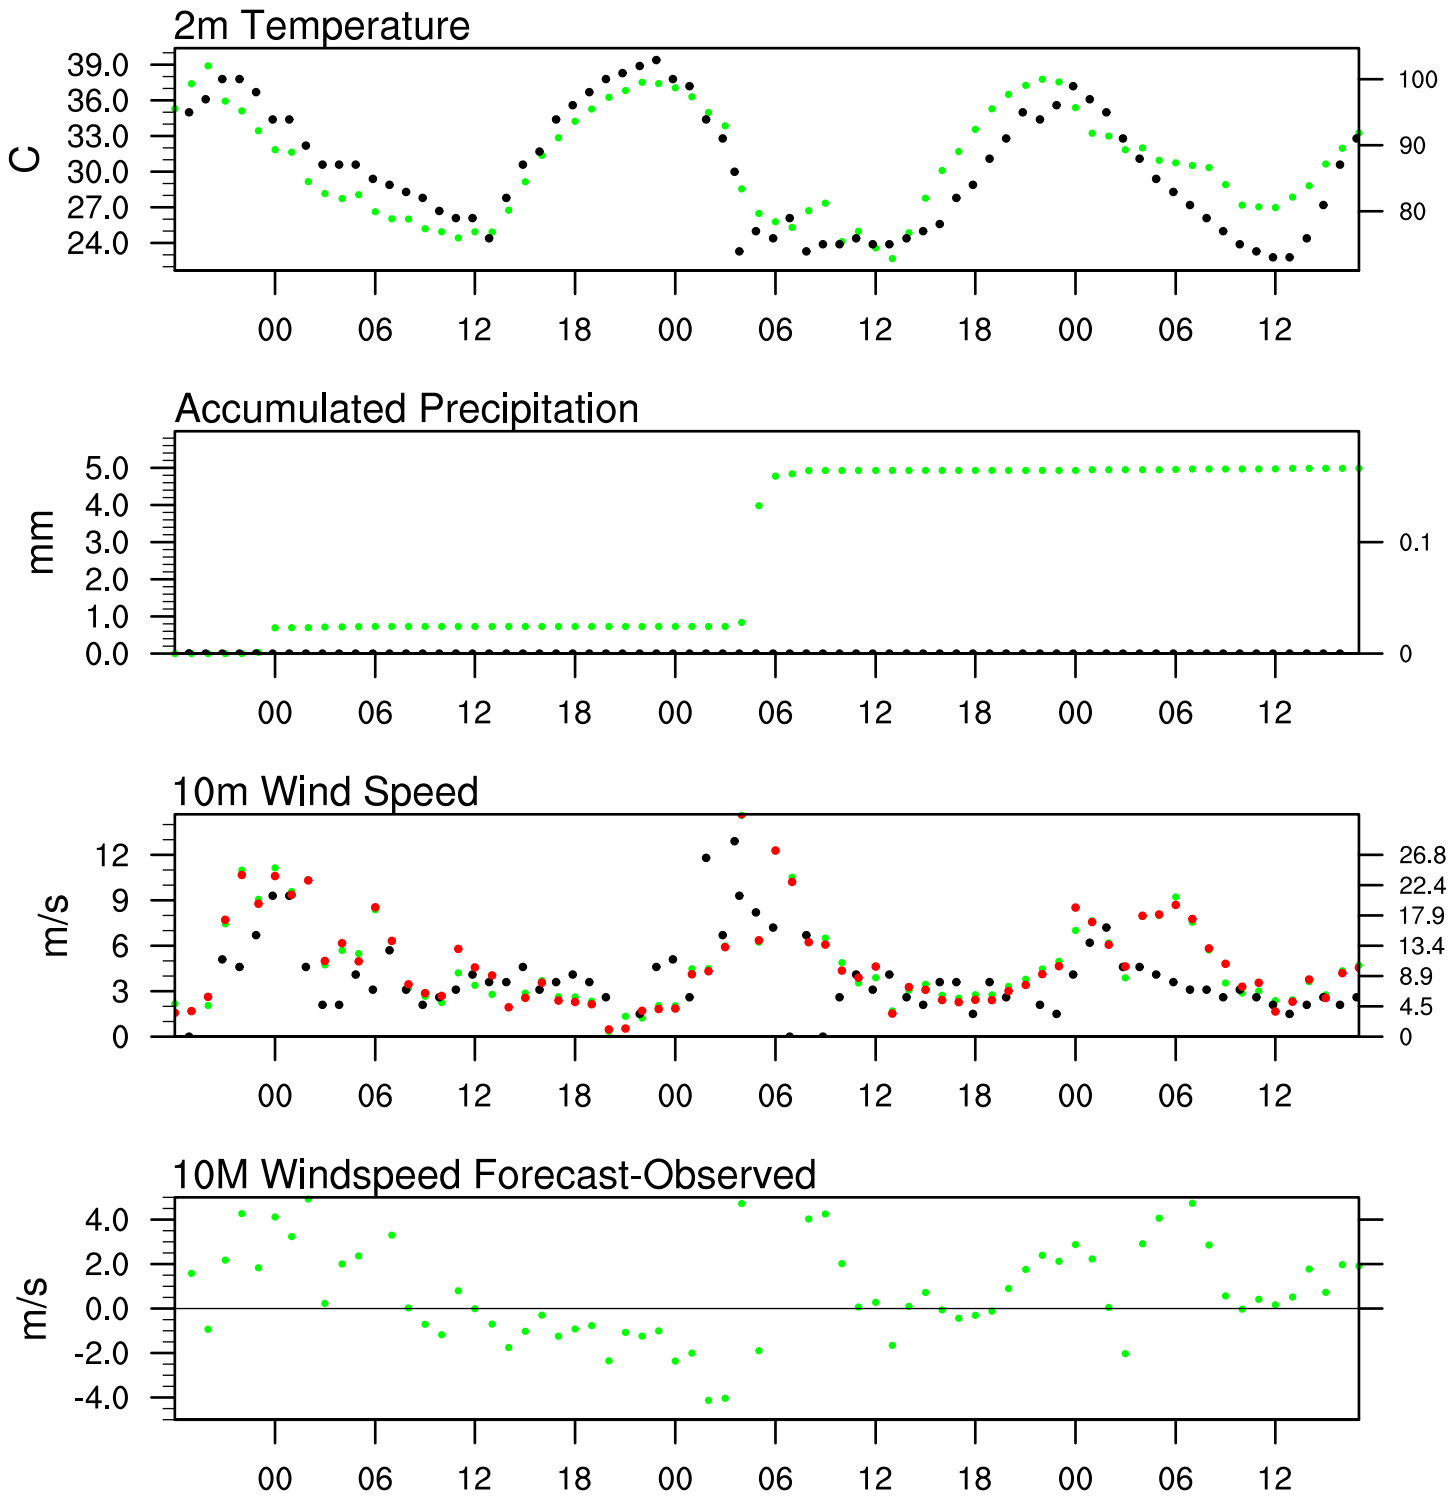 2m Temperature
39.0
36.0
33.0
30.0
27.0
24.0
C
100
90
80
00 06 12 18 00 06 12 18 00 06 12
Accumulated Precipitation
5.0
4.0
3.0
2.0
1.0
0.0
mm
0.1
0
00 06 12 18 00 06 12 18 00 06 12
10m Wind Speed
12
9
6
3
0
m/s
26.8
22.4
17.9
13.4
8.9
4.5
0
00 06 12 18 00 06 12 18 00 06 12
10M Windspeed Forecast-Observed
4.0
2.0
0.0
-2.0
-4.0
m/s
00 06 12 18 00 06 12 18 00 06 12